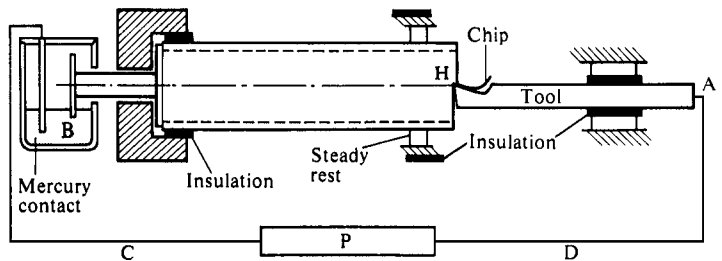 Chip
H
A
Tool
B
Insulation
Steady
rest
Insulation
Mercury
contact
P
C
D